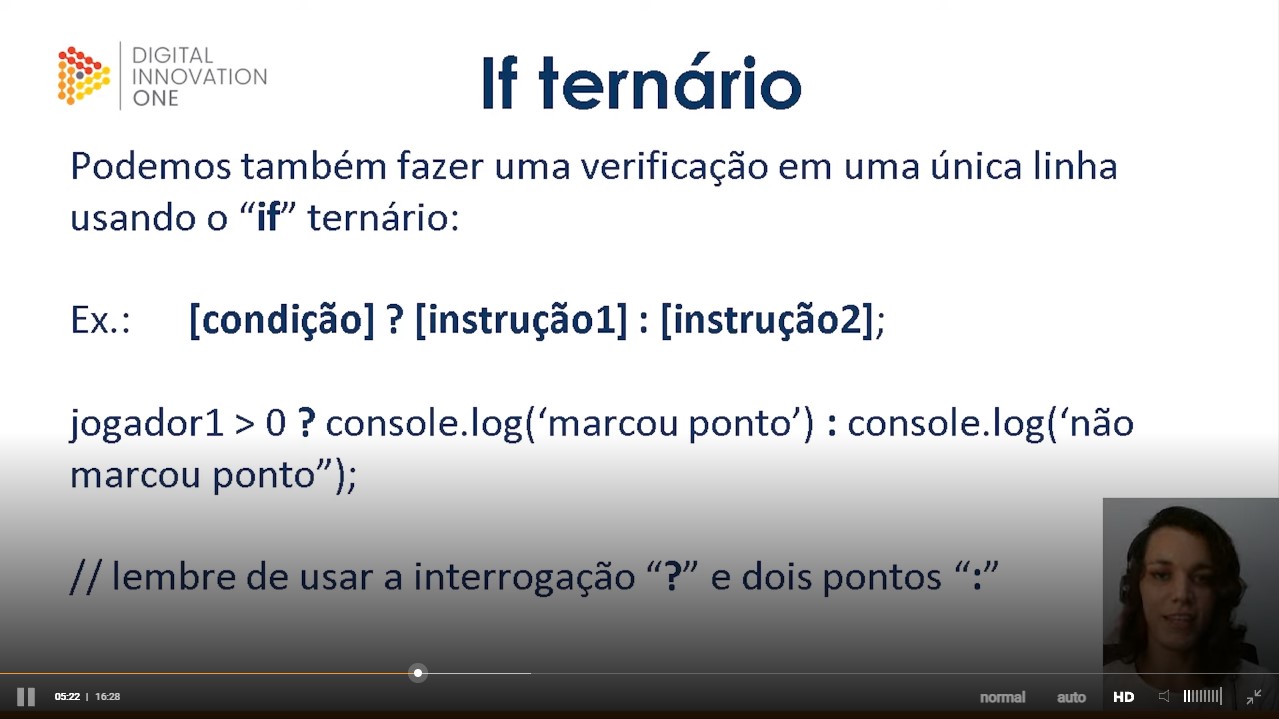 DIGITAL
INNOVATION
ONE
If ternário
Podemos também fazer uma verificação em uma única linha
usando o “if” ternário:
Ex.: [condição] ? [instrução1] : [instrução2];
jogador1 > 0 ? console.log(‘marcou ponto’) : console.log(‘não
marcou ponto”);
// lembre de usar a interrogação “?” e dois pontos “:”
05:22 | 16:28
normal auto HD